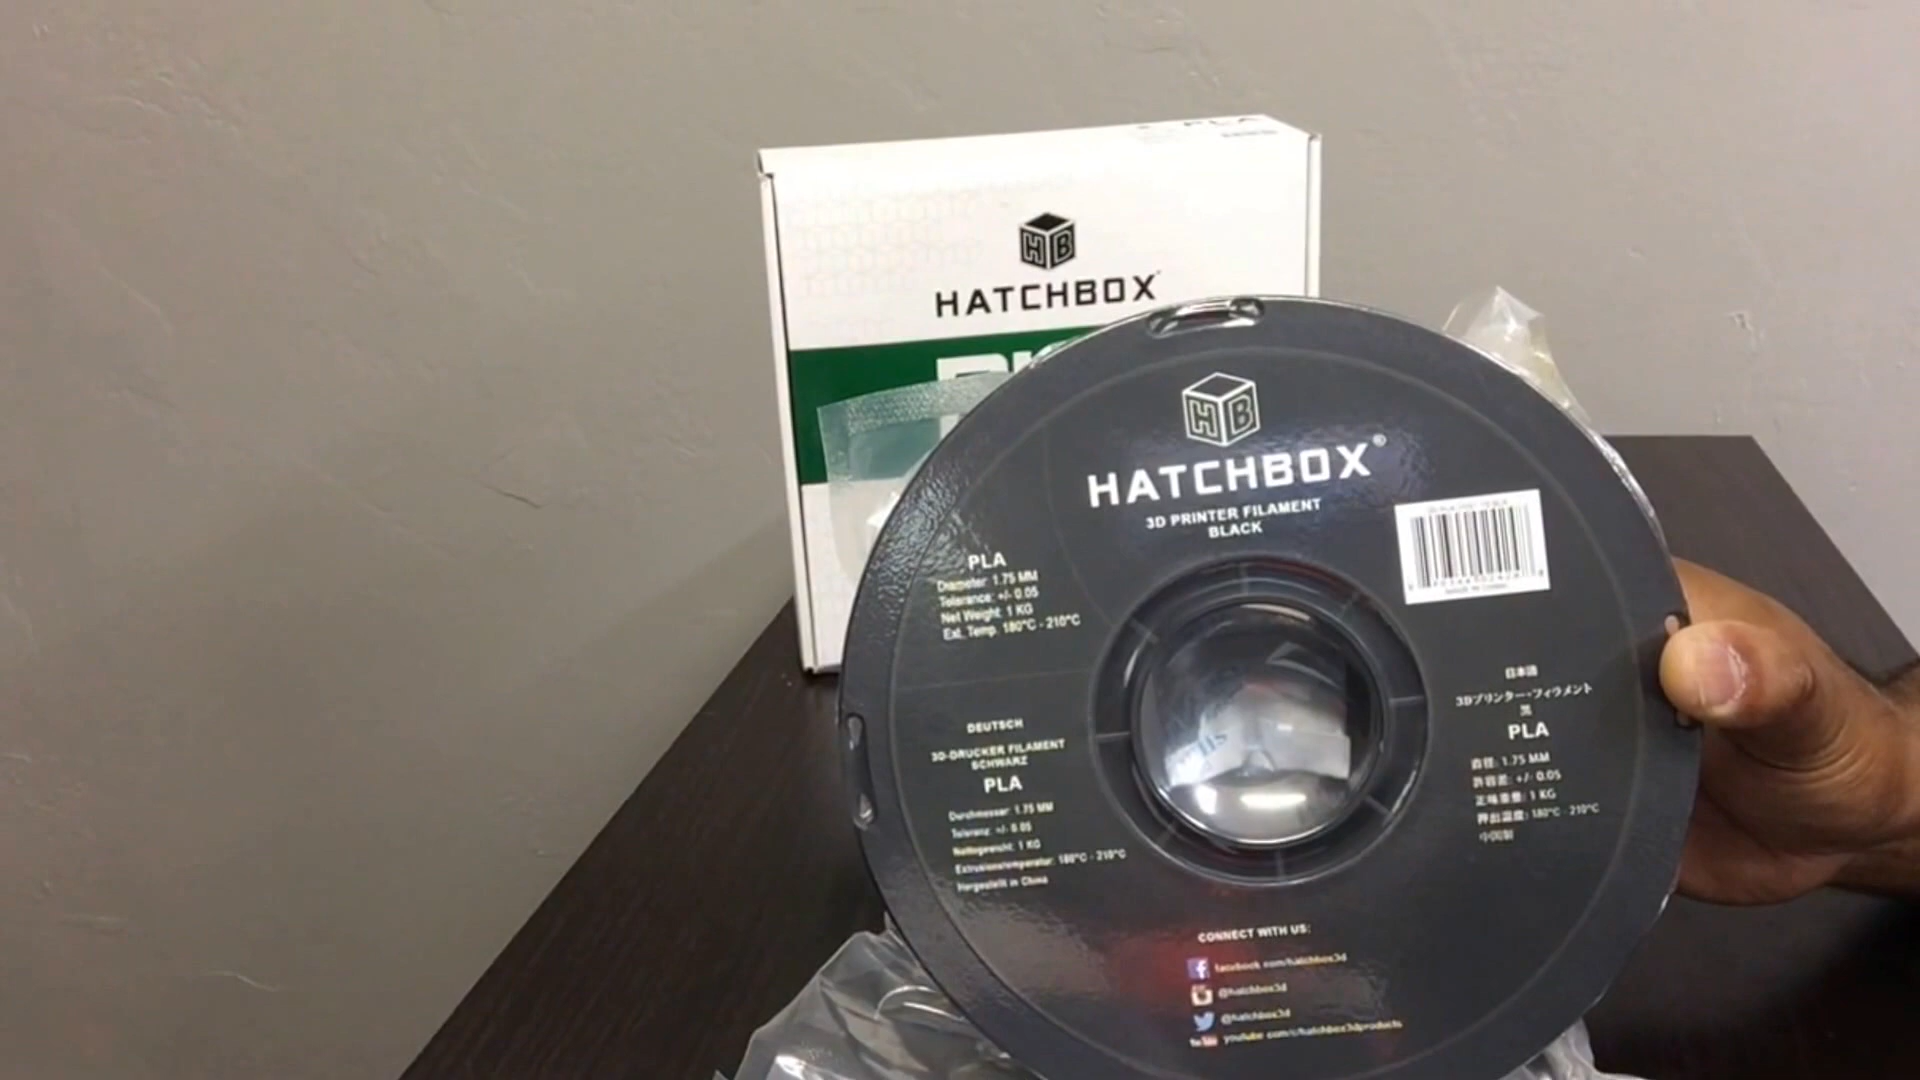 HB
HATCHBOX
HB
HATCHBOX®
3D PRINTER FILAMENT
BLACK
PLA
Diameter: 1.75 MM
Tolerance: +/- 0.05
Net Weight: 1 KG
Ext. Temp. 180°C - 210°C
DEUTSCH
3D-DRUCKER FILAMENT
SCHWARZ
PLA
Durchmesser: 1.75 MM
Toleranz: +/- 0.05
Nettogewicht: 1 KG
Extrusionstemperatur: 180°C - 210°C
Hergestellt in China
日本語
3Dプリンター・フィラメント
黒
PLA
直径: 1.75 MM
許容差: +/- 0.05
正味重量: 1 KG
押出温度: 180°C - 210°C
中国製
CONNECT WITH US:
facebook.com/hatchbox3d
@hatchbox3d
@hatchbox3d
youtube.com/c/hatchbox3dproducts